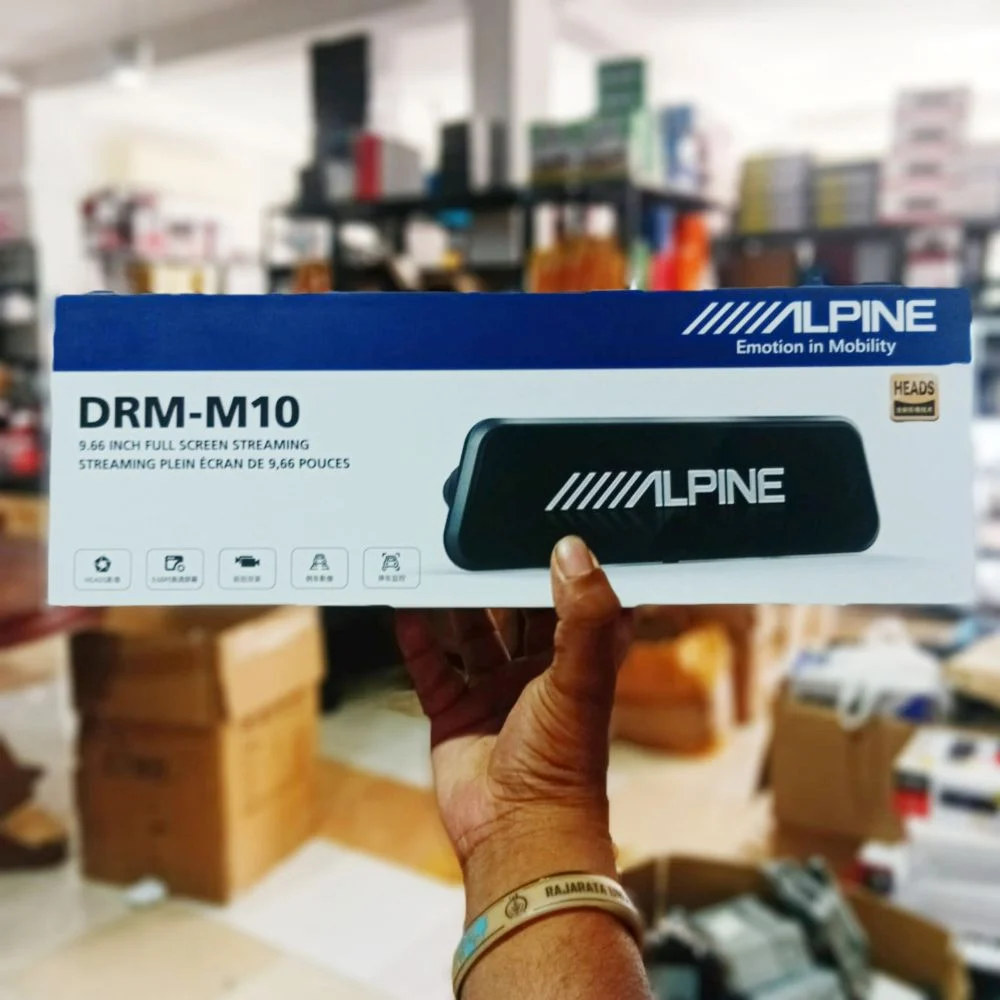 ALPINE
Emotion in Mobility
HEADS
DRM-M10
9.66 INCH FULL SCREEN STREAMING
STREAMING PLEIN ÉCRAN DE 9,66 POUCES
ALPINE
RAJARATA